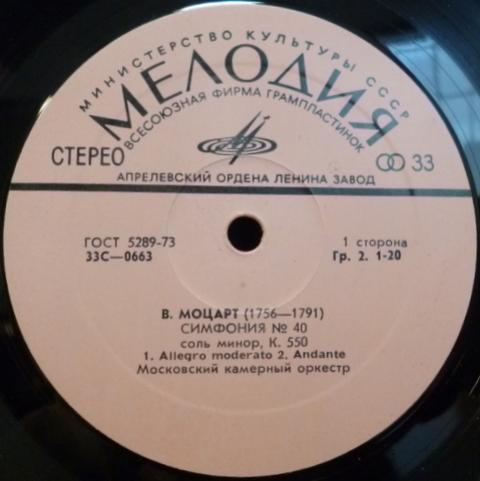 МИНИСТЕРСТВО КУЛЬТУРЫ СССР
МЕЛОДИЯ
ВСЕСОЮЗНАЯ ФИРМА ГРАМПЛАСТИНОК
СТЕРЕО
33
АПРЕЛЕВСКИЙ ОРДЕНА ЛЕНИНА ЗАВОД
ГОСТ 5289-73 1 сторона
33С—0663 Гр. 2. 1-20
В. МОЦАРТ (1756—1791)
СИМФОНИЯ № 40
соль минор, К. 550
1. Allegro moderato 2. Andante
Московский камерный оркестр